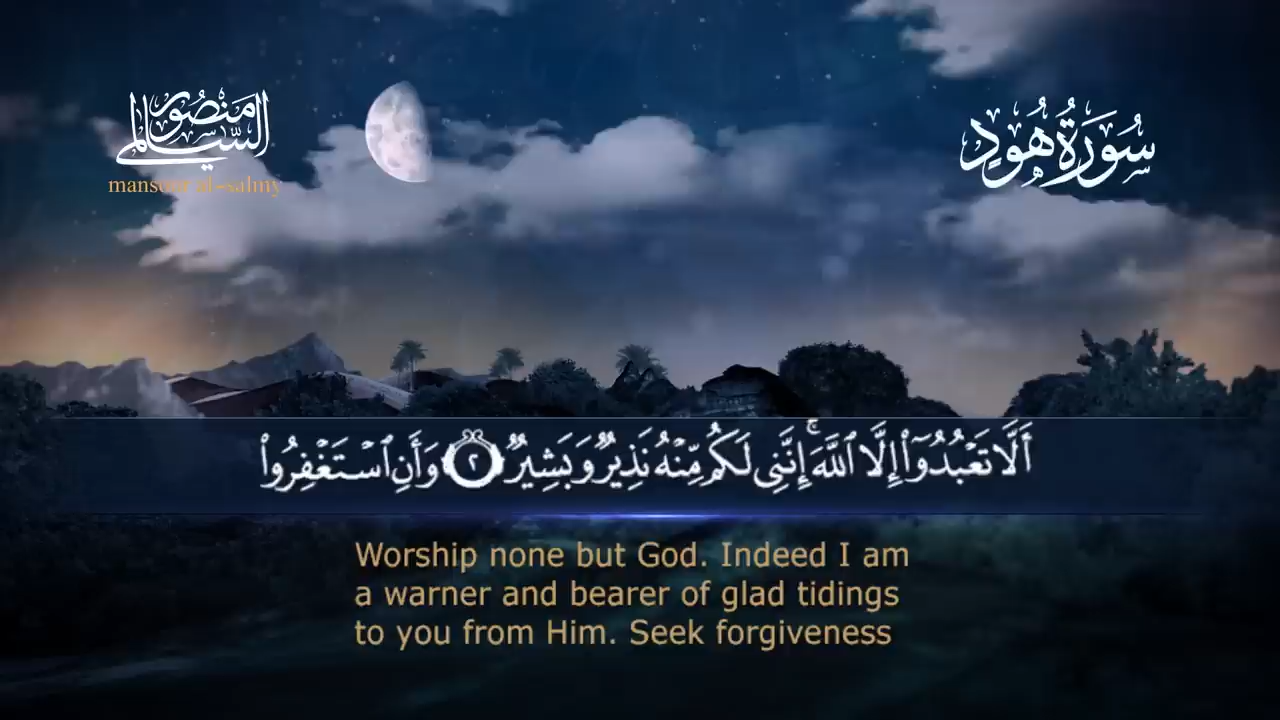 منصور السالمي
mansour al-salmy
سُورَةُ هُودٍ
أَلَّا تَعْبُدُوٓا۟ إِلَّا ٱللَّهَ ۚ إِنَّنِى لَكُم مِّنْهُ نَذِيرٌ وَبَشِيرٌ ٢ وَأَنِ ٱسْتَغْفِرُوا۟
Worship none but God. Indeed I am
a warner and bearer of glad tidings
to you from Him. Seek forgiveness